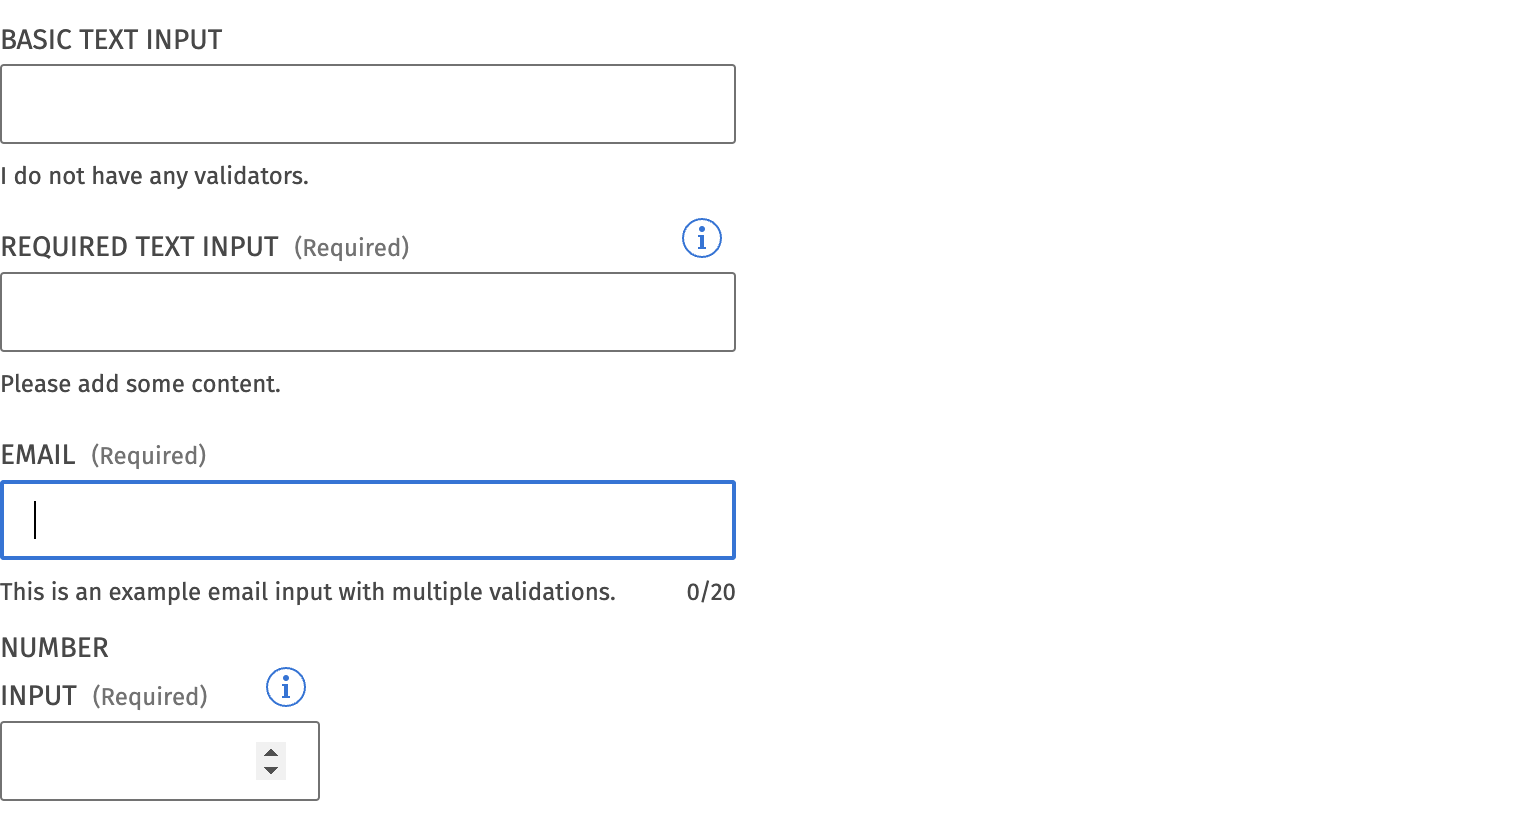 BASIC TEXT INPUT
I do not have any validators.
REQUIRED TEXT INPUT (Required)
Please add some content.
EMAIL (Required)
This is an example email input with multiple validations. 0/20
NUMBER
INPUT (Required)